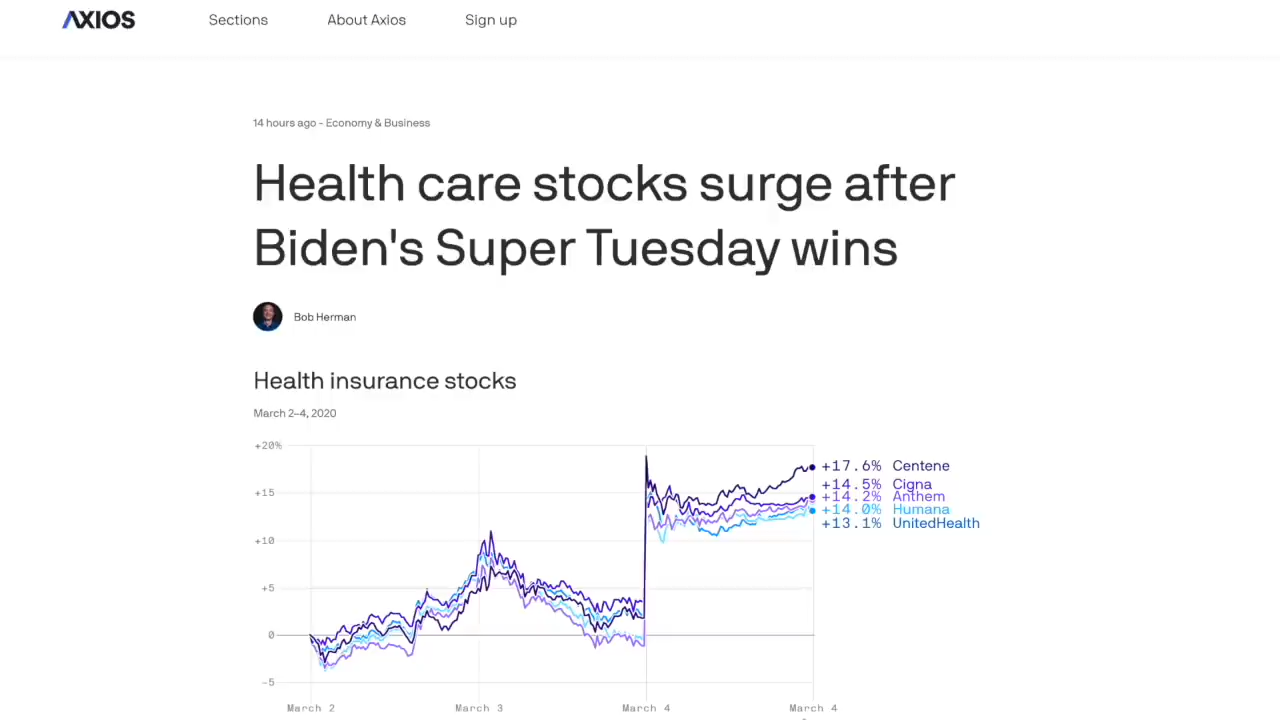 AXIOS
Sections
About Axios
Sign up
14 hours ago - Economy & Business
Health care stocks surge after
Biden's Super Tuesday wins
Bob Herman
Health insurance stocks
March 2–4, 2020
+20%
+15
+10
+5
0
-5
+17.6% Centene
+14.5% Cigna
+14.2% Anthem
+14.0% Humana
+13.1% UnitedHealth
March 2
March 3
March 4
March 4